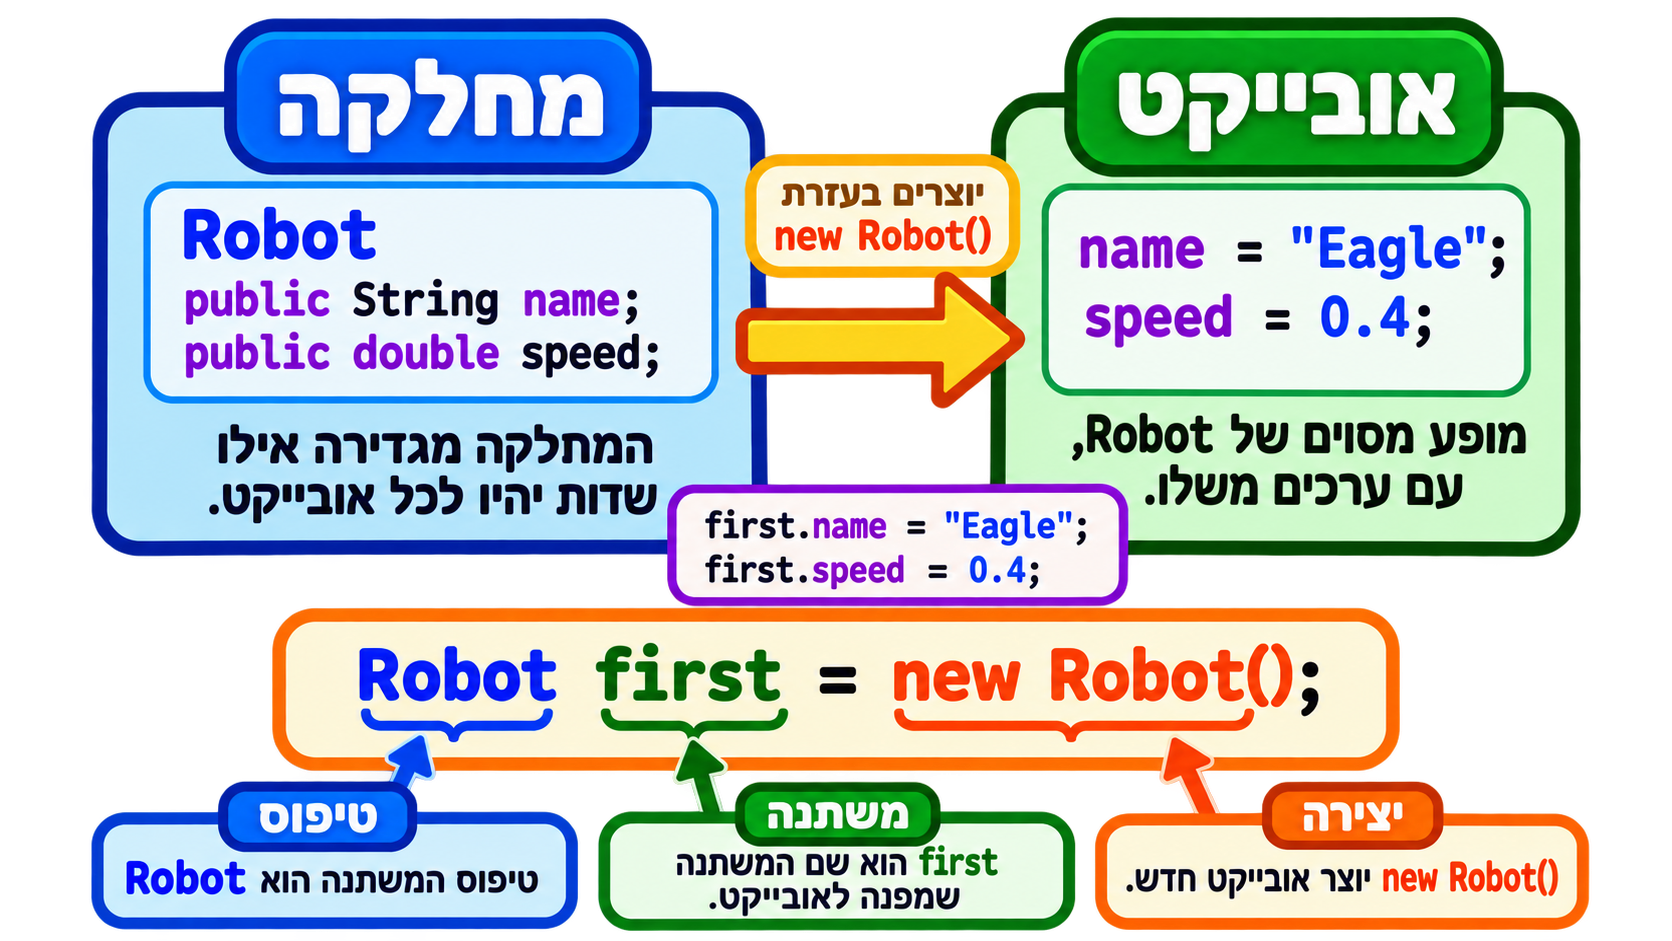 מחלקה
Robot
public String name;
public double speed;
המתלקה מגדירה אילו
שדות יהיו לכל אובייקט.
יוצרים בעזרת
new Robot()
אובייקט
name = "Eagle";
speed = 0.4;
מופע מסוים של Robot,
עם ערכים משלו.
first.name = "Eagle";
first.speed = 0.4;
Robot first = new Robot();
טיפוס
טיפוס המשתנה הוא Robot
משתנה
first הוא שם המשתנה
שמפנה לאובייקט.
יצירה
new Robot() יוצר אובייקט חדש.